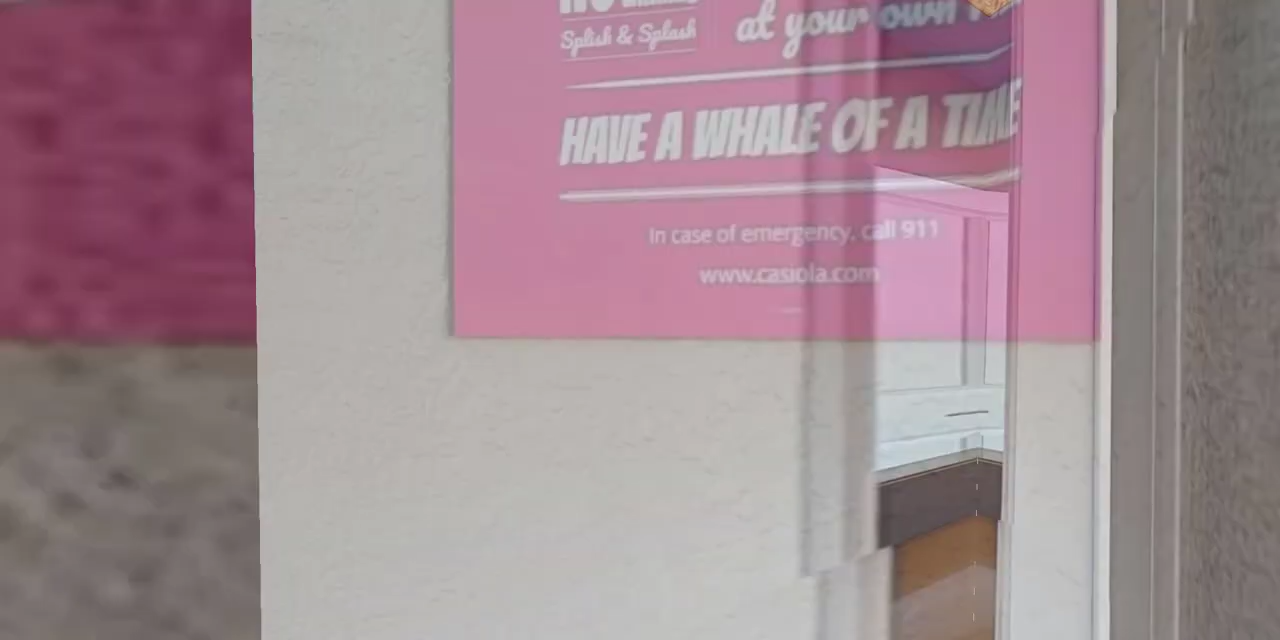 Splish & Splash
at your own
HAVE A WHALE OF A TIME
In case of emergency, call 911
www.casiola.com